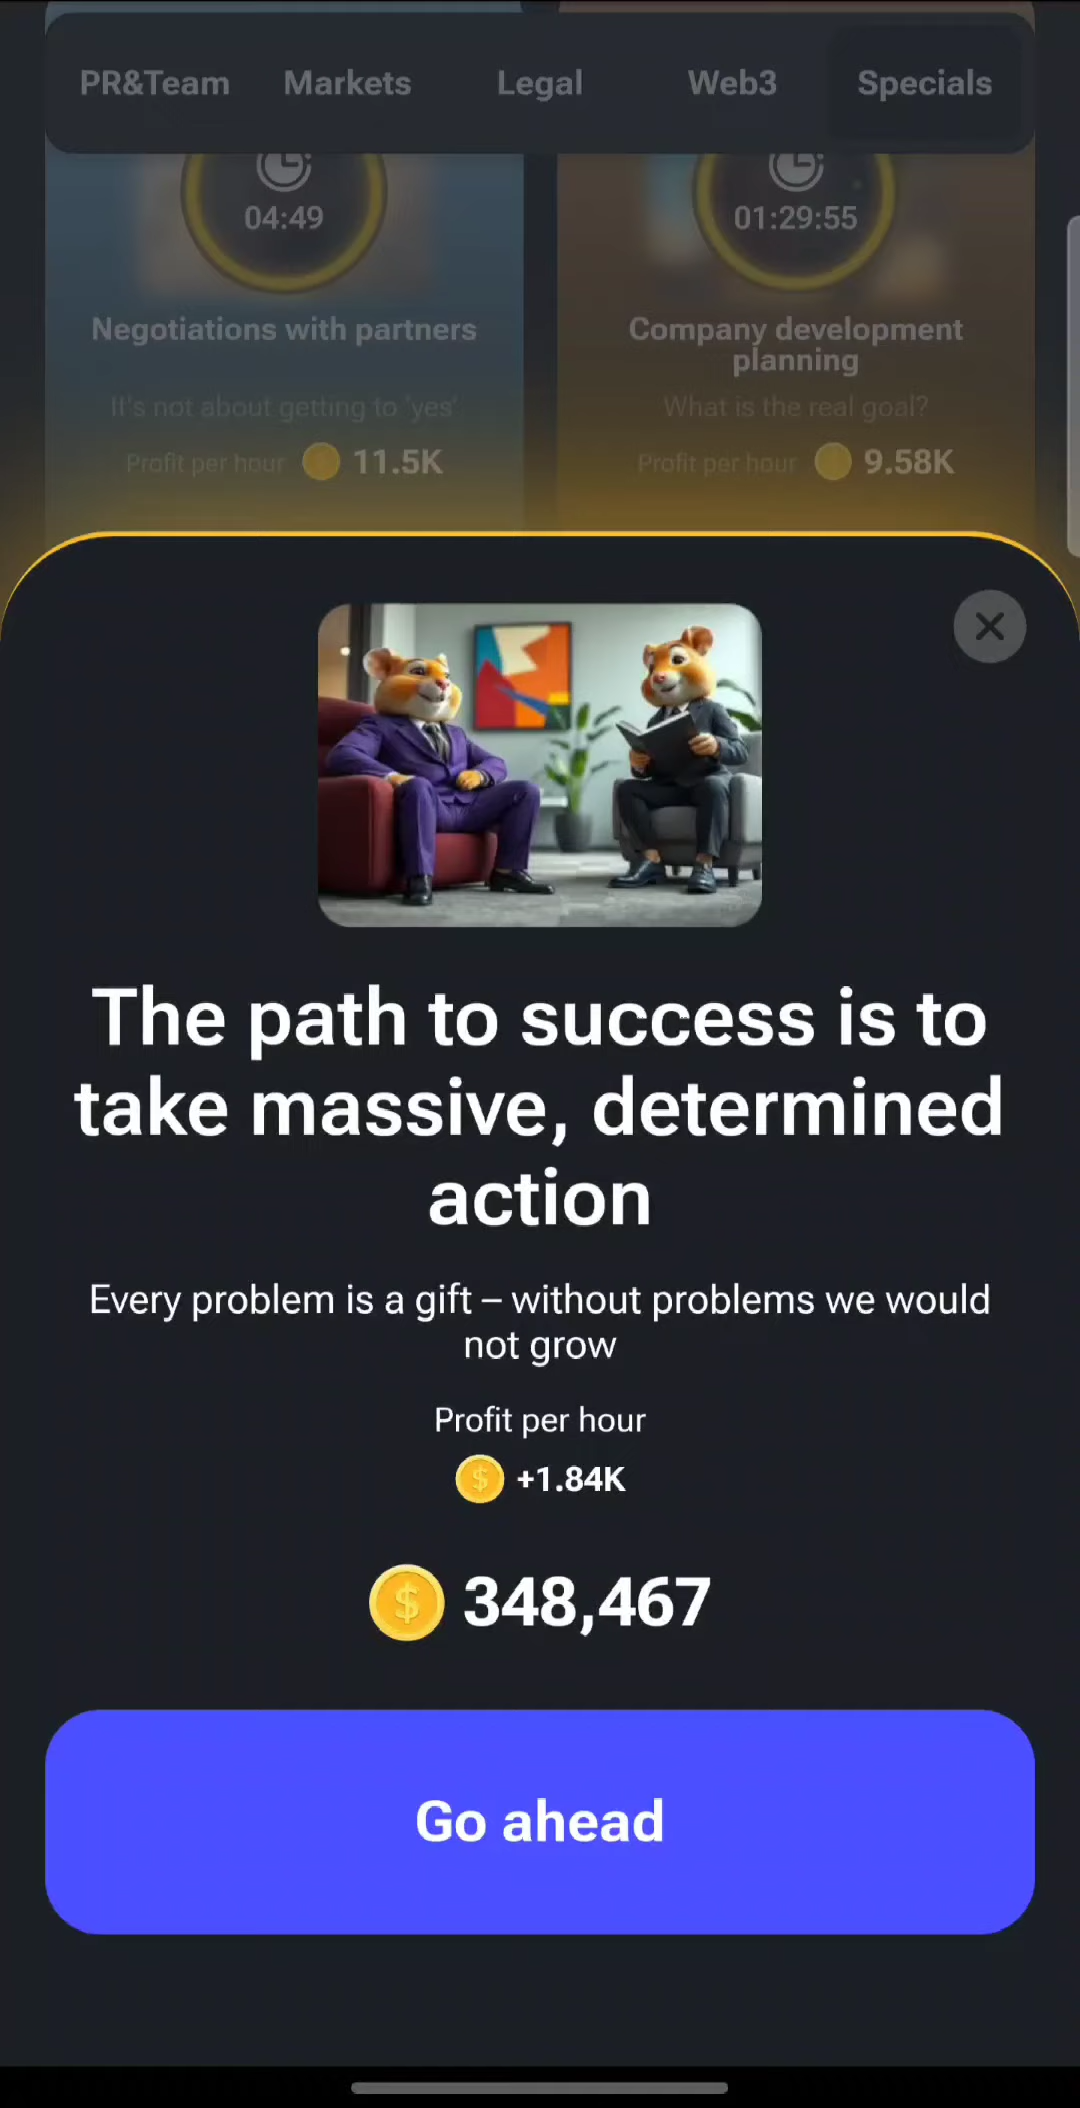 PR&Team Markets Legal Web3 Specials
04:49 01:29:55
Negotiations with partners
It's not about getting to 'yes'
Profit per hour 11.5K
Company development
planning
What is the real goal?
Profit per hour 9.58K
The path to success is to
take massive, determined
action
Every problem is a gift – without problems we would
not grow
Profit per hour
+1.84K
348,467
Go ahead